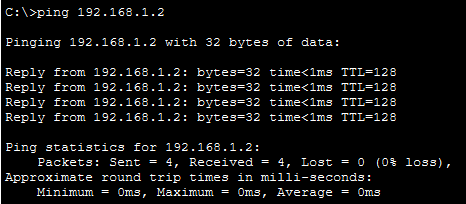 C:\>ping 192.168.1.2
Pinging 192.168.1.2 with 32 bytes of data:
Reply from 192.168.1.2: bytes=32 time<1ms TTL=128
Reply from 192.168.1.2: bytes=32 time<1ms TTL=128
Reply from 192.168.1.2: bytes=32 time<1ms TTL=128
Reply from 192.168.1.2: bytes=32 time<1ms TTL=128
Ping statistics for 192.168.1.2:
    Packets: Sent = 4, Received = 4, Lost = 0 (0% loss),
Approximate round trip times in milli-seconds:
    Minimum = 0ms, Maximum = 0ms, Average = 0ms